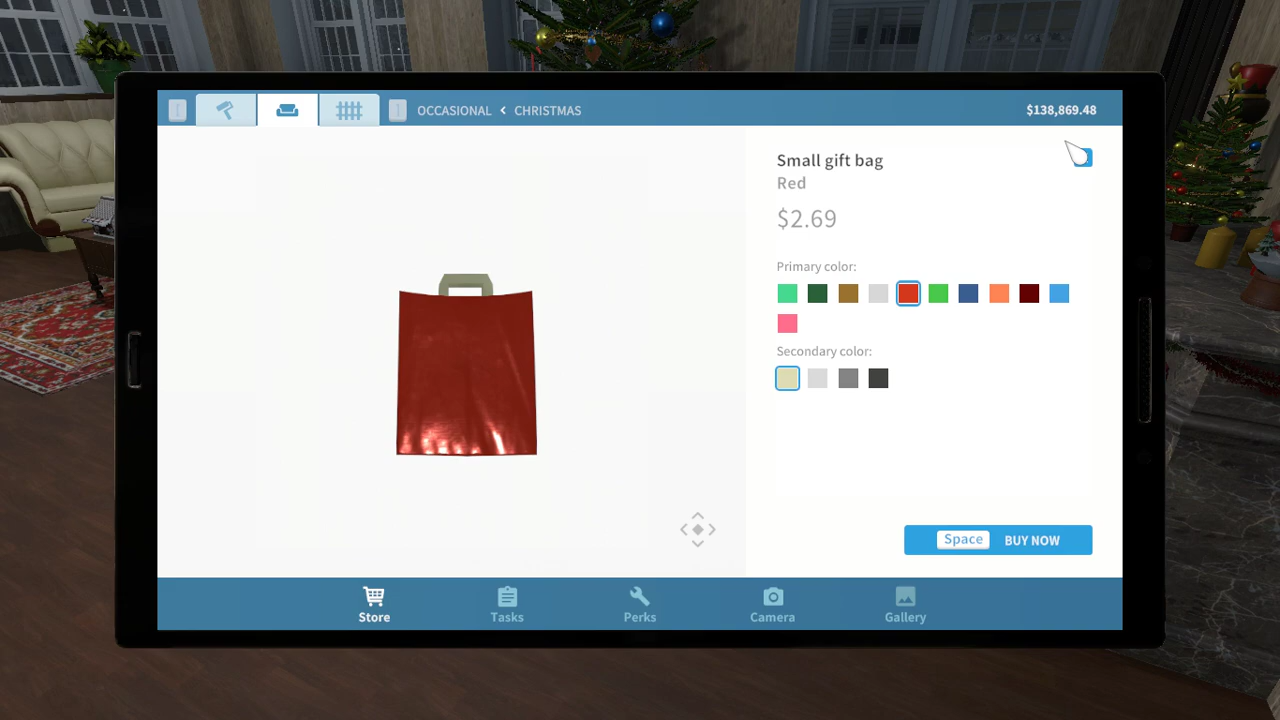 OCCASIONAL < CHRISTMAS
$138,869.48
Small gift bag
Red
$2.69
Primary color:
Secondary color:
Space BUY NOW
Store Tasks Perks Camera Gallery